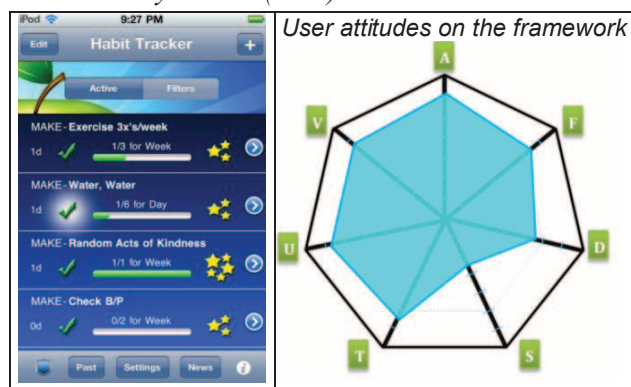 iPod 9:27 PM
Edit Habit Tracker +
Active Filters
MAKE-Exercise 3x's/week
1d 1/3 for Week
MAKE-Water, Water
1d 1/6 for Day
MAKE-Random Acts of Kindness
1d 1/1 for Week
MAKE-Check B/P
0d 0/2 for Week
Past Settings News i
User attitudes on the framework
A
V F
U D
T S